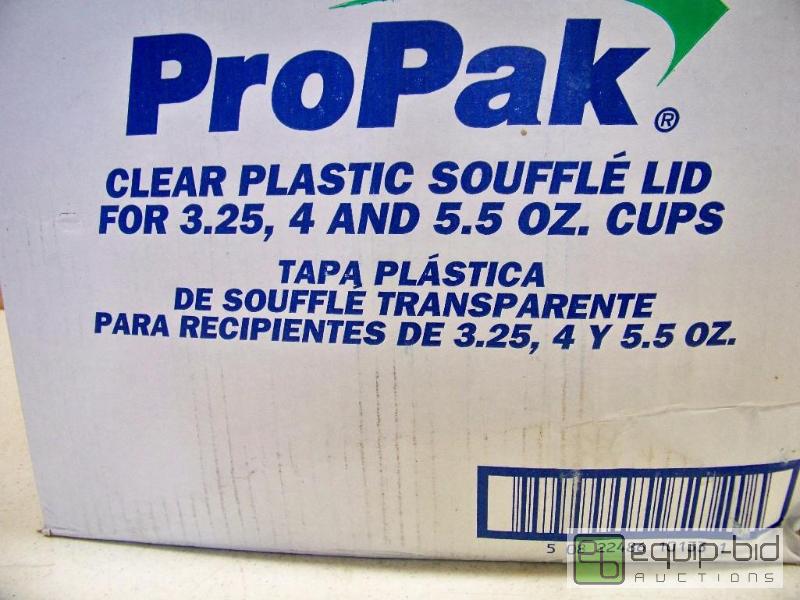 ProPak®
CLEAR PLASTIC SOUFFLÉ LID
FOR 3.25, 4 AND 5.5 OZ. CUPS
TAPA PLÁSTICA
DE SOUFFLÉ TRANSPARENTE
PARA RECIPIENTES DE 3.25, 4 Y 5.5 OZ.
equip-bid
AUCTIONS